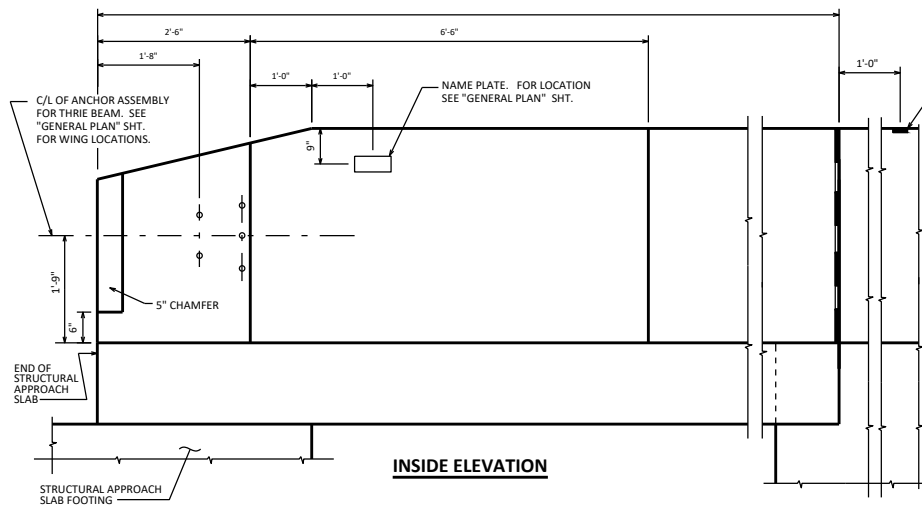 2'-6"
6'-6"
1'-8"
1'-0"
1'-0"
1'-0"
C/L OF ANCHOR ASSEMBLY
FOR THRIE BEAM. SEE
"GENERAL PLAN" SHT.
FOR WING LOCATIONS.
NAME PLATE. FOR LOCATION
SEE "GENERAL PLAN" SHT.
9"
1'-9"
6"
5" CHAMFER
END OF
STRUCTURAL
APPROACH
SLAB
INSIDE ELEVATION
STRUCTURAL APPROACH
SLAB FOOTING